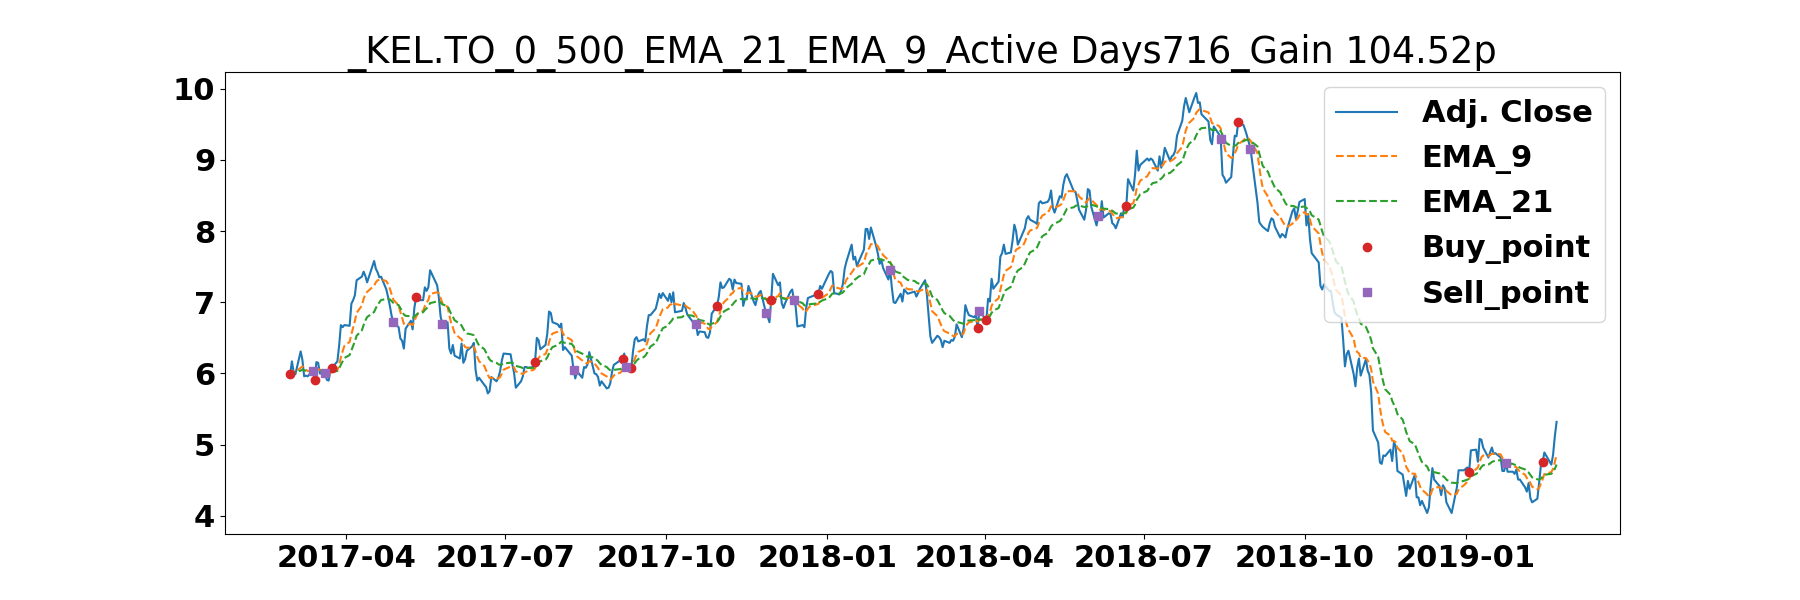 _KEL.TO_0_500_EMA_21_EMA_9_Active Days716_Gain 104.52p
10
9
8
7
6
5
4
Adj. Close
EMA_9
EMA_21
Buy_point
Sell_point
2017-04 2017-07 2017-10 2018-01 2018-04 2018-07 2018-10 2019-01